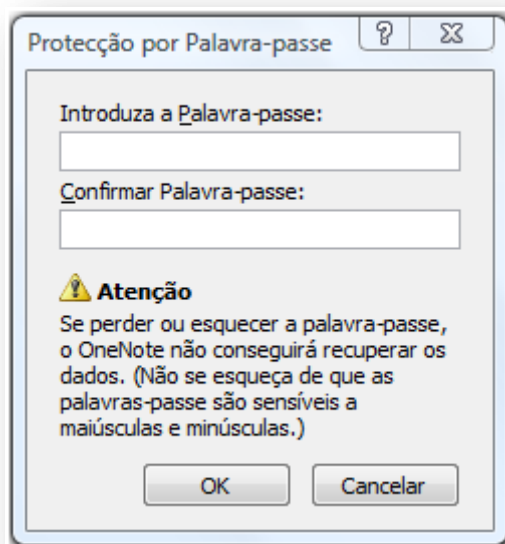 Protecção por Palavra-passe
Introduza a Palavra-passe:
Confirmar Palavra-passe:
Atenção
Se perder ou esquecer a palavra-passe,
o OneNote não conseguirá recuperar os
dados. (Não se esqueça de que as
palavras-passe são sensíveis a
maiúsculas e minúsculas.)
OK Cancelar